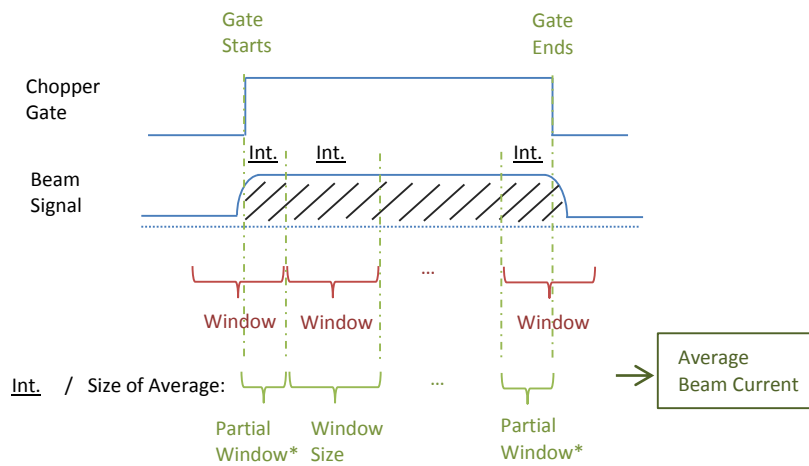 Gate
Starts
Gate
Ends
Chopper
Gate
Int.
Int.
Int.
Beam
Signal
...
Window
Window
Window
Int. / Size of Average:
...
Average
Beam Current
Partial
Window*
Window
Size
Partial
Window*